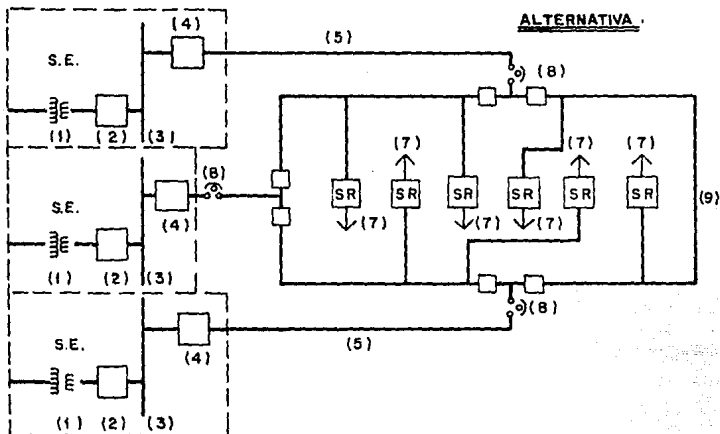 ALTERNATIVA.
(4)
(5)
S.E.
(8)
(1) (2) (3)
(7) (7) (7)
(8)
SR SR SR SR SR SR
(9)
S.E.
(4)
(7) (7) (7)
(1) (2) (3)
(8)
S.E.
(4)
(5)
(1) (2) (3)